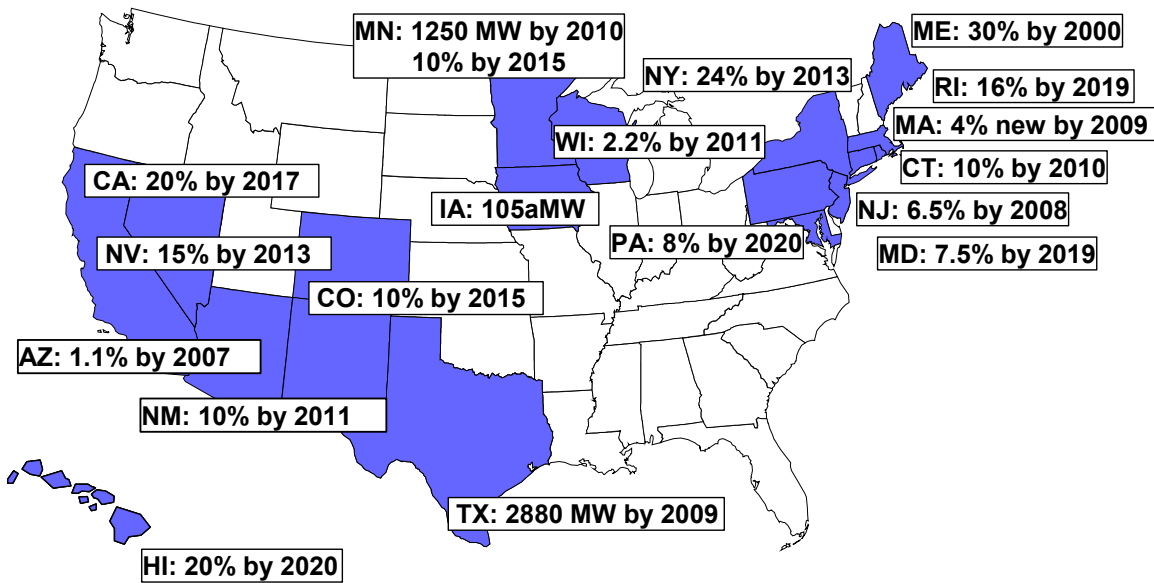 MN: 1250 MW by 2010
10% by 2015
ME: 30% by 2000
NY: 24% by 2013
RI: 16% by 2019
MA: 4% new by 2009
WI: 2.2% by 2011
CT: 10% by 2010
CA: 20% by 2017
IA: 105aMW
NJ: 6.5% by 2008
PA: 8% by 2020
NV: 15% by 2013
MD: 7.5% by 2019
CO: 10% by 2015
AZ: 1.1% by 2007
NM: 10% by 2011
TX: 2880 MW by 2009
HI: 20% by 2020